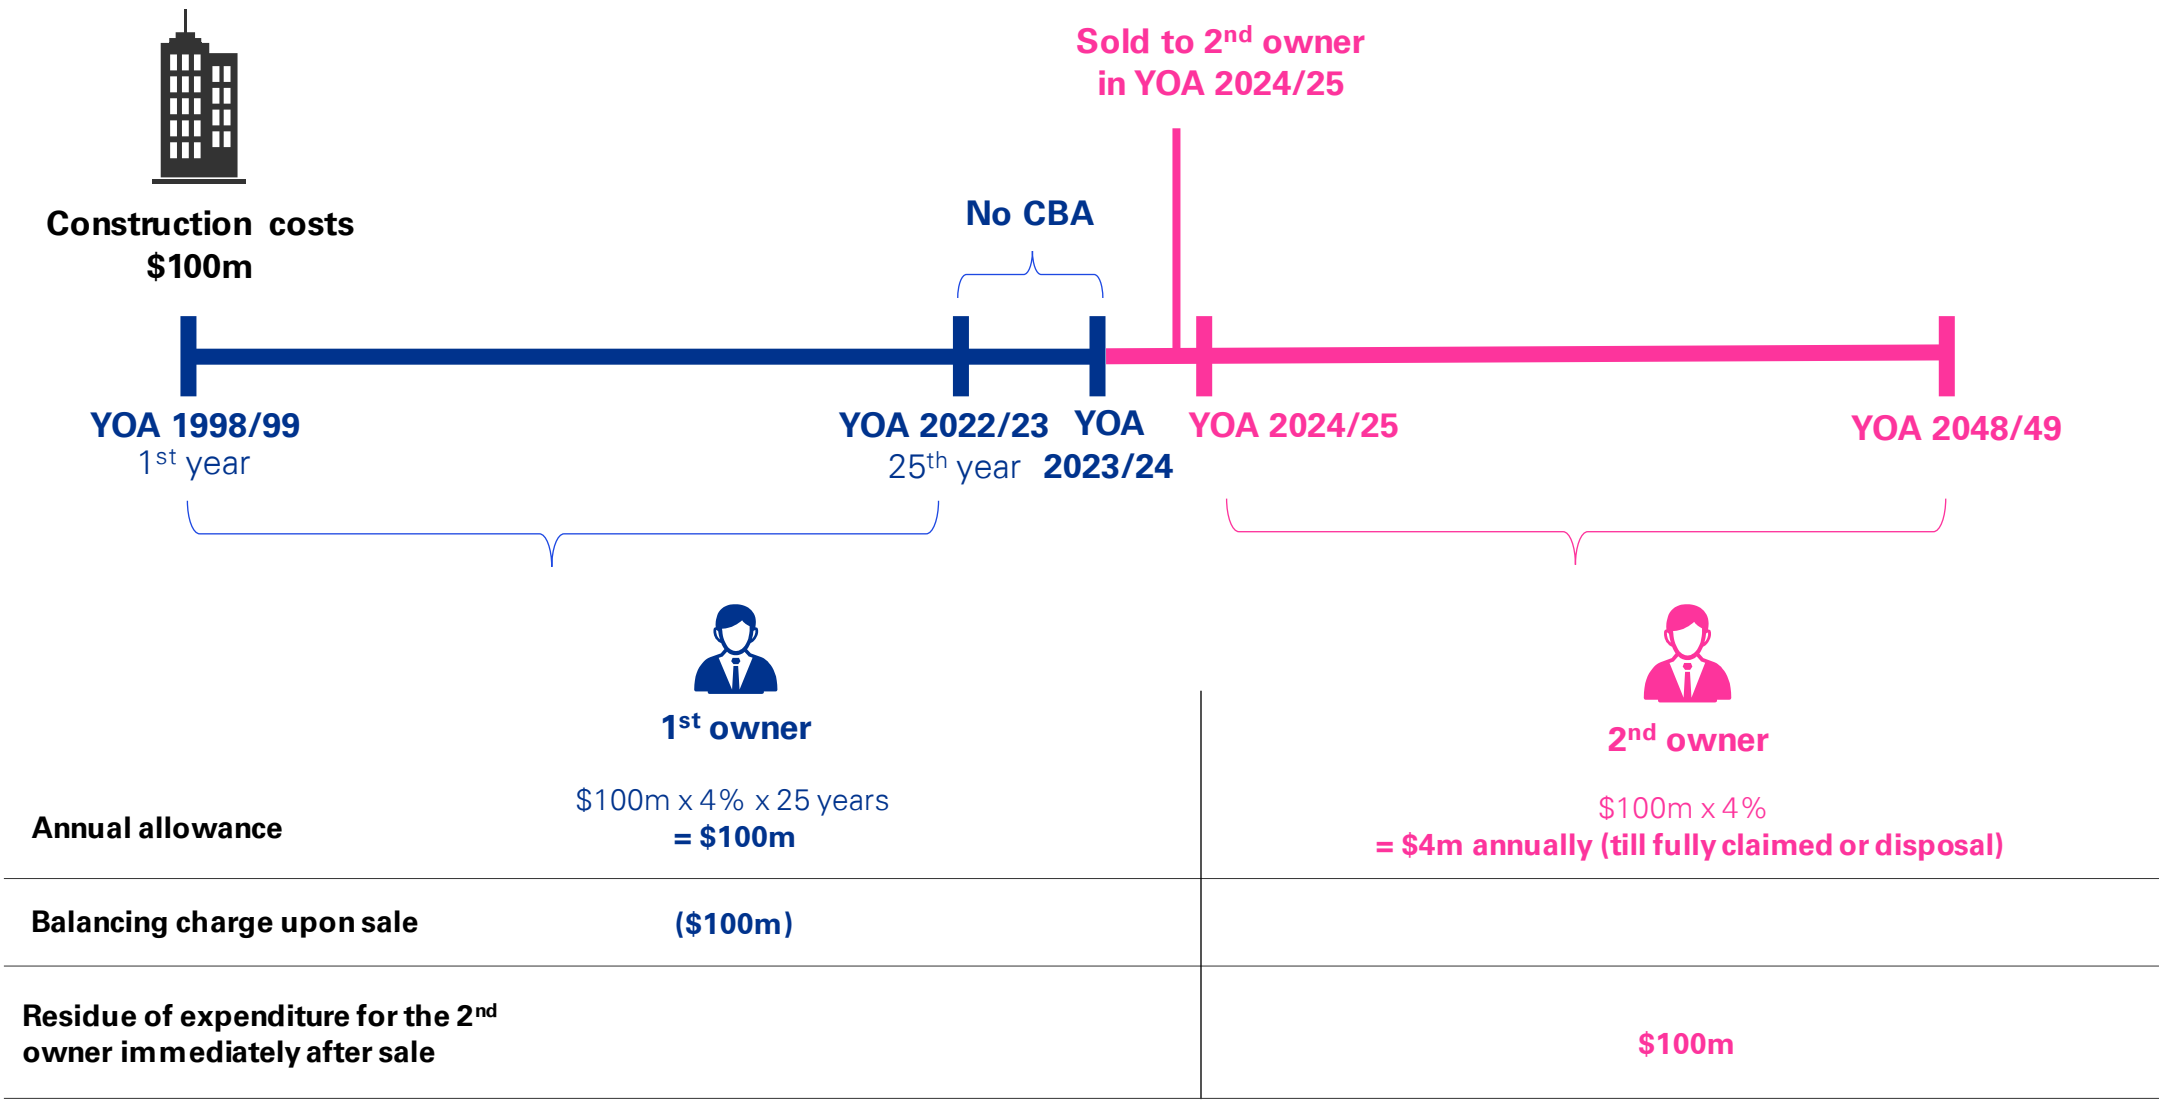 Sold to 2nd owner
in YOA 2024/25
No CBA
Construction costs
$100m
YOA 1998/99
1st year
YOA 2022/23
25th year
YOA
2023/24
YOA 2024/25
YOA 2048/49
1st owner
2nd owner
Annual allowance
$100m x 4% x 25 years
= $100m
$100m x 4%
= $4m annually (till fully claimed or disposal)
Balancing charge upon sale
($100m)
Residue of expenditure for the 2nd
owner immediately after sale
$100m